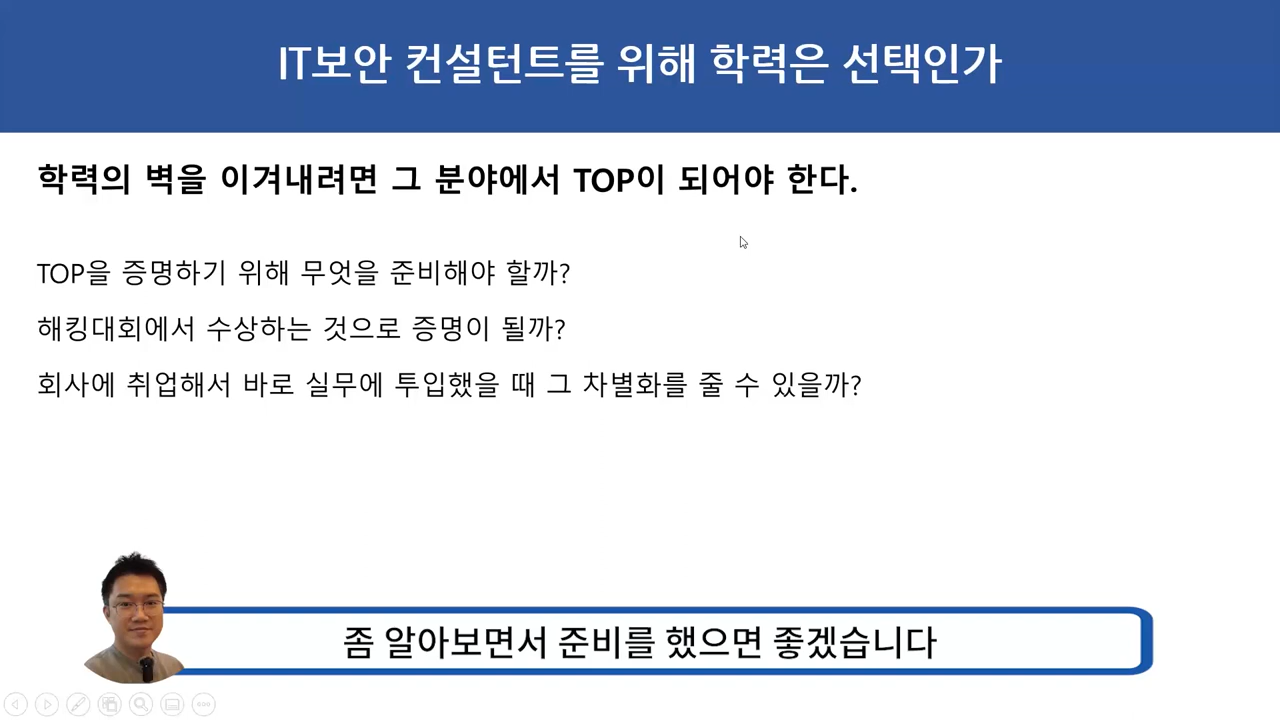 IT보안 컨설턴트를 위해 학력은 선택인가
학력의 벽을 이겨내려면 그 분야에서 TOP이 되어야 한다.
TOP을 증명하기 위해 무엇을 준비해야 할까?
해킹대회에서 수상하는 것으로 증명이 될까?
회사에 취업해서 바로 실무에 투입했을 때 그 차별화를 줄 수 있을까?
좀 알아보면서 준비를 했으면 좋겠습니다